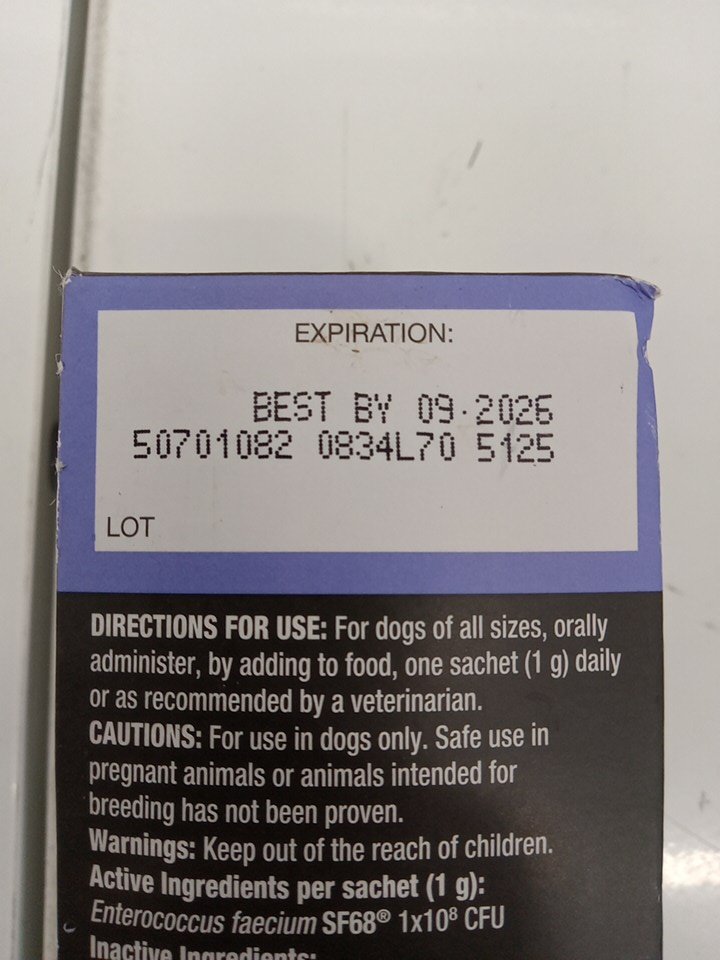 EXPIRATION:
BEST BY 09·2026
50701082 0834L70 5125
LOT
DIRECTIONS FOR USE: For dogs of all sizes, orally
administer, by adding to food, one sachet (1 g) daily
or as recommended by a veterinarian.
CAUTIONS: For use in dogs only. Safe use in
pregnant animals or animals intended for
breeding has not been proven.
Warnings: Keep out of the reach of children.
Active Ingredients per sachet (1 g):
Enterococcus faecium SF68® 1x10⁸ CFU
Inactive Ingredients: